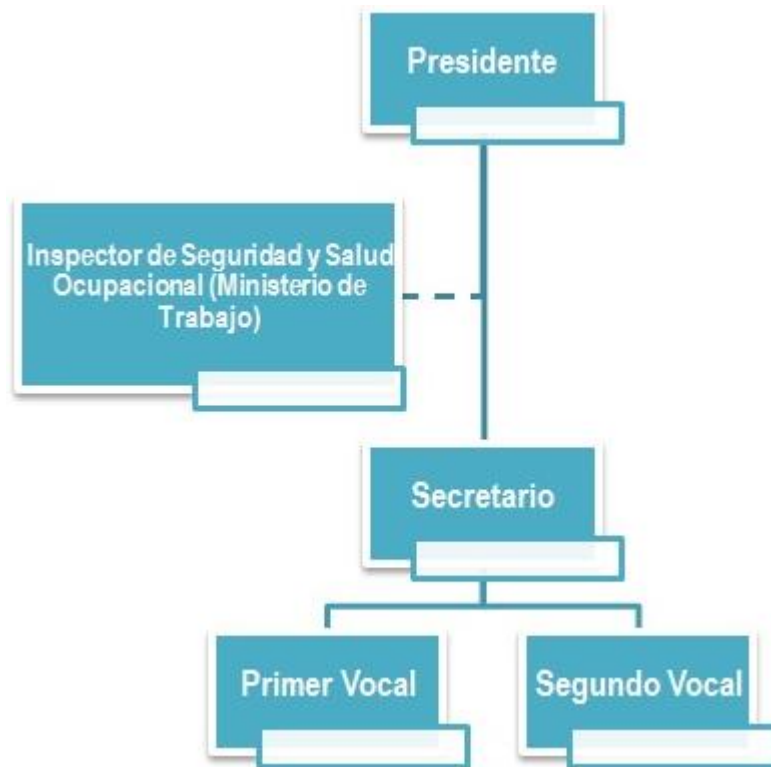 Presidente
Inspector de Seguridad y Salud
Ocupacional (Ministerio de
Trabajo)
Secretario
Primer Vocal
Segundo Vocal